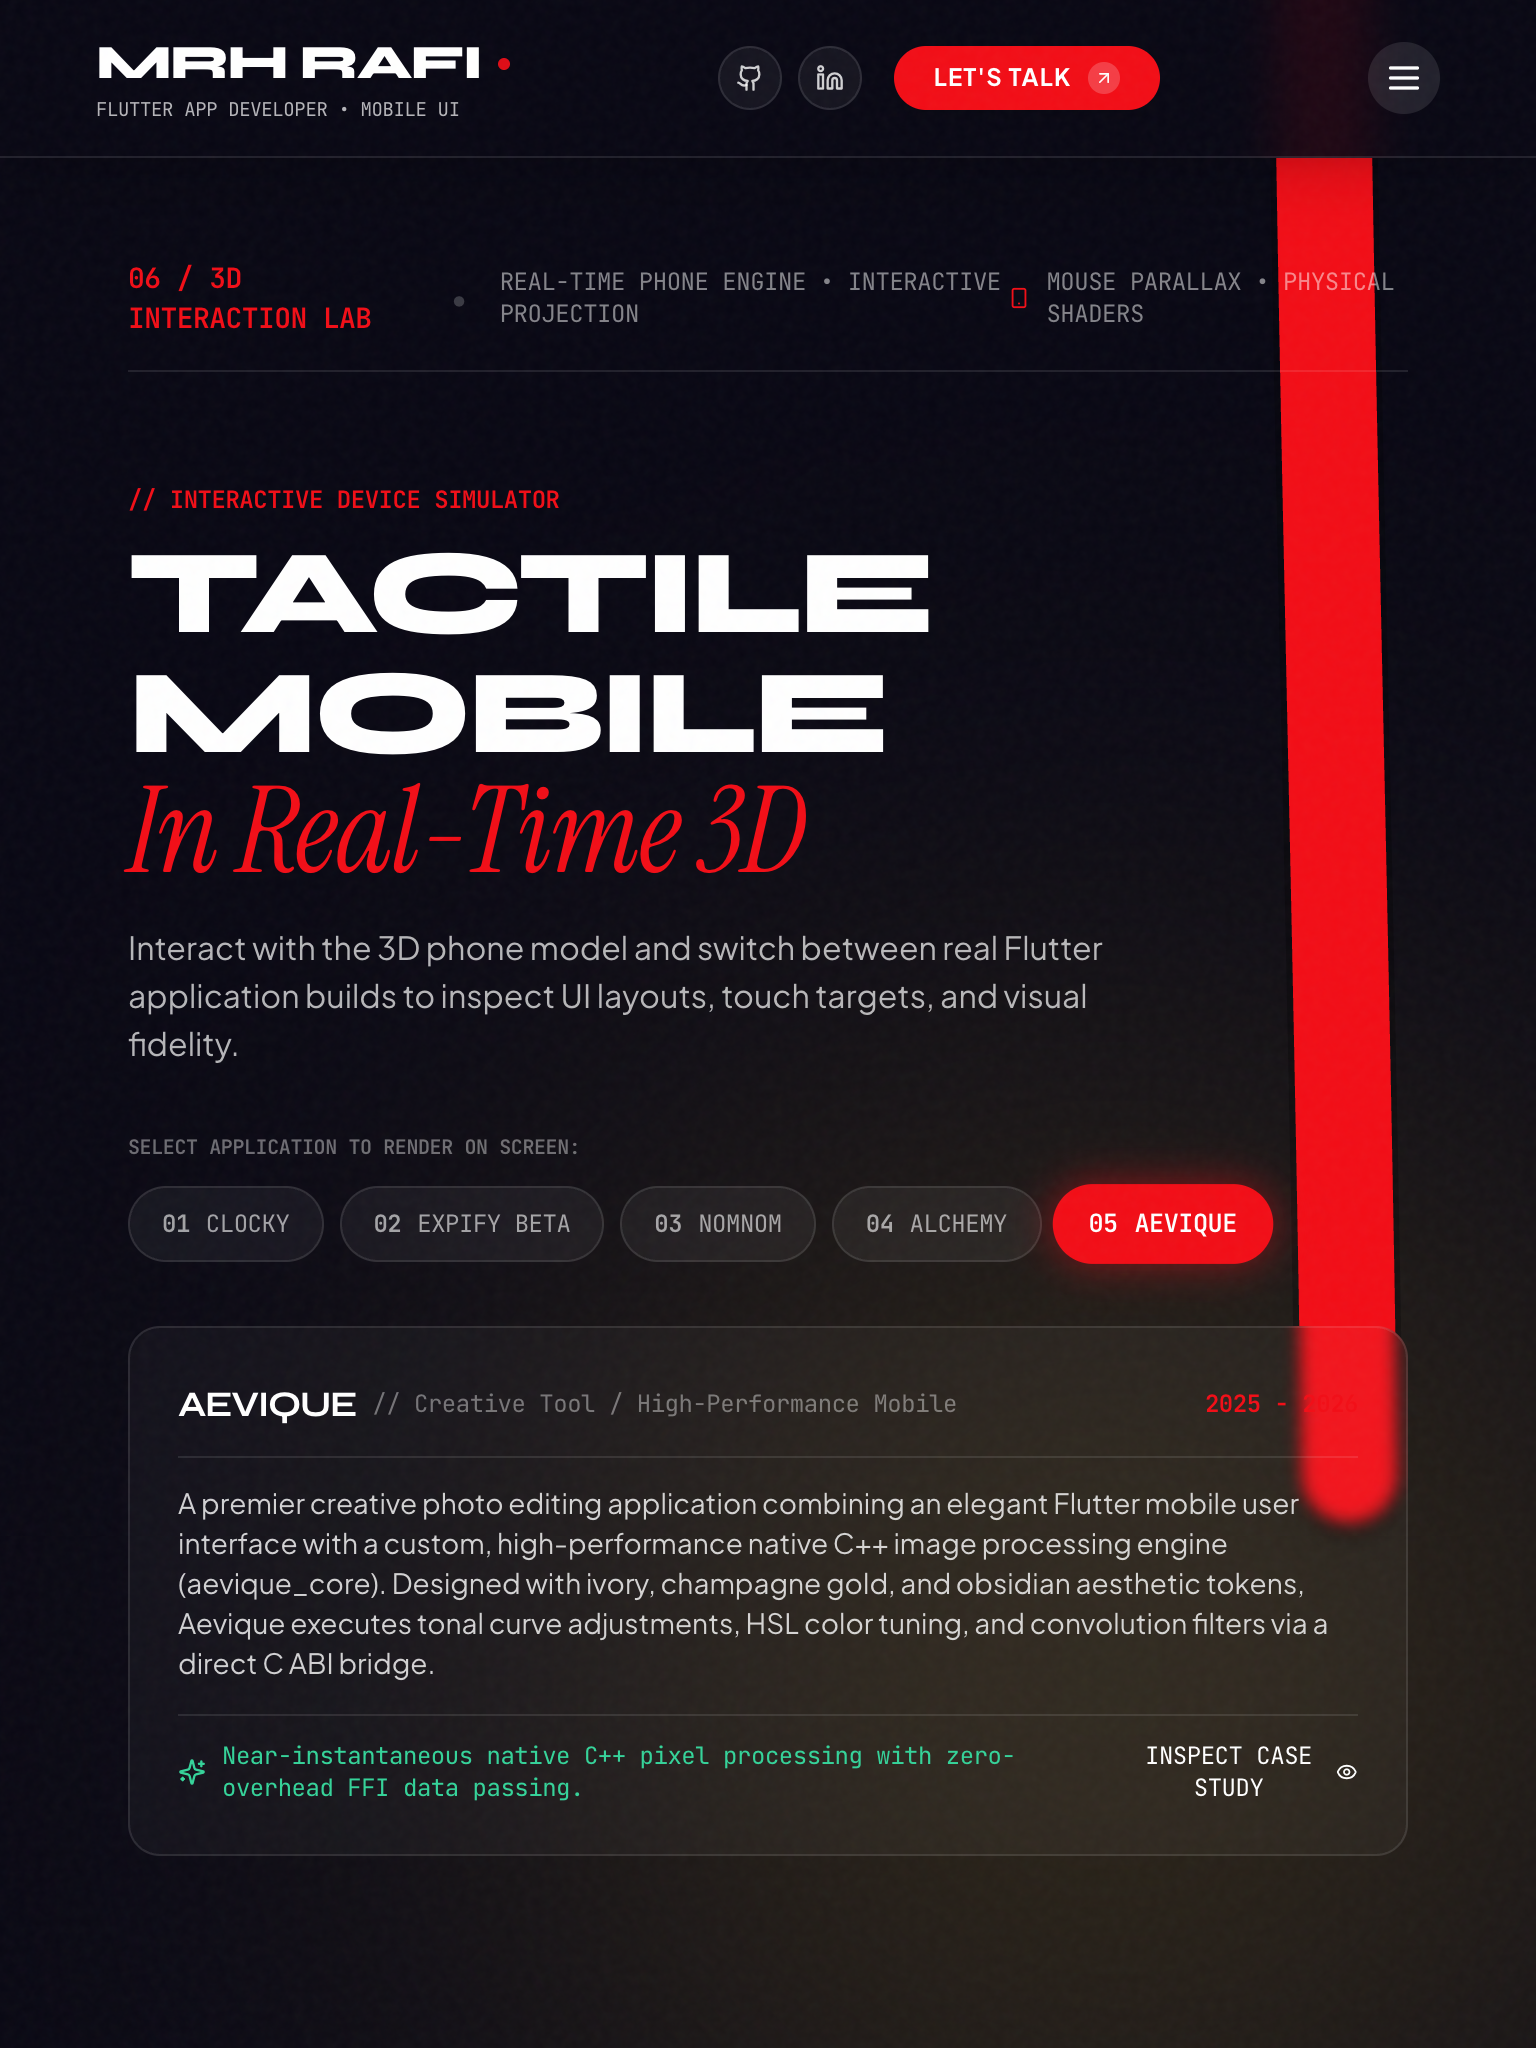 MRH RAFI
FLUTTER APP DEVELOPER • MOBILE UI
LET'S TALK
06 / 3D
INTERACTION LAB
REAL-TIME PHONE ENGINE • INTERACTIVE
PROJECTION
MOUSE PARALLAX • PHYSICAL
SHADERS
// INTERACTIVE DEVICE SIMULATOR
TACTILE
MOBILE
In Real-Time 3D
Interact with the 3D phone model and switch between real Flutter
application builds to inspect UI layouts, touch targets, and visual
fidelity.
SELECT APPLICATION TO RENDER ON SCREEN:
01 CLOCKY
02 EXPIFY BETA
03 NOMNOM
04 ALCHEMY
05 AEVIQUE
AEVIQUE // Creative Tool / High-Performance Mobile
2025 - 2026
A premier creative photo editing application combining an elegant Flutter mobile user
interface with a custom, high-performance native C++ image processing engine
(aevique_core). Designed with ivory, champagne gold, and obsidian aesthetic tokens,
Aevique executes tonal curve adjustments, HSL color tuning, and convolution filters via a
direct C ABI bridge.
Near-instantaneous native C++ pixel processing with zero-
overhead FFI data passing.
INSPECT CASE
STUDY